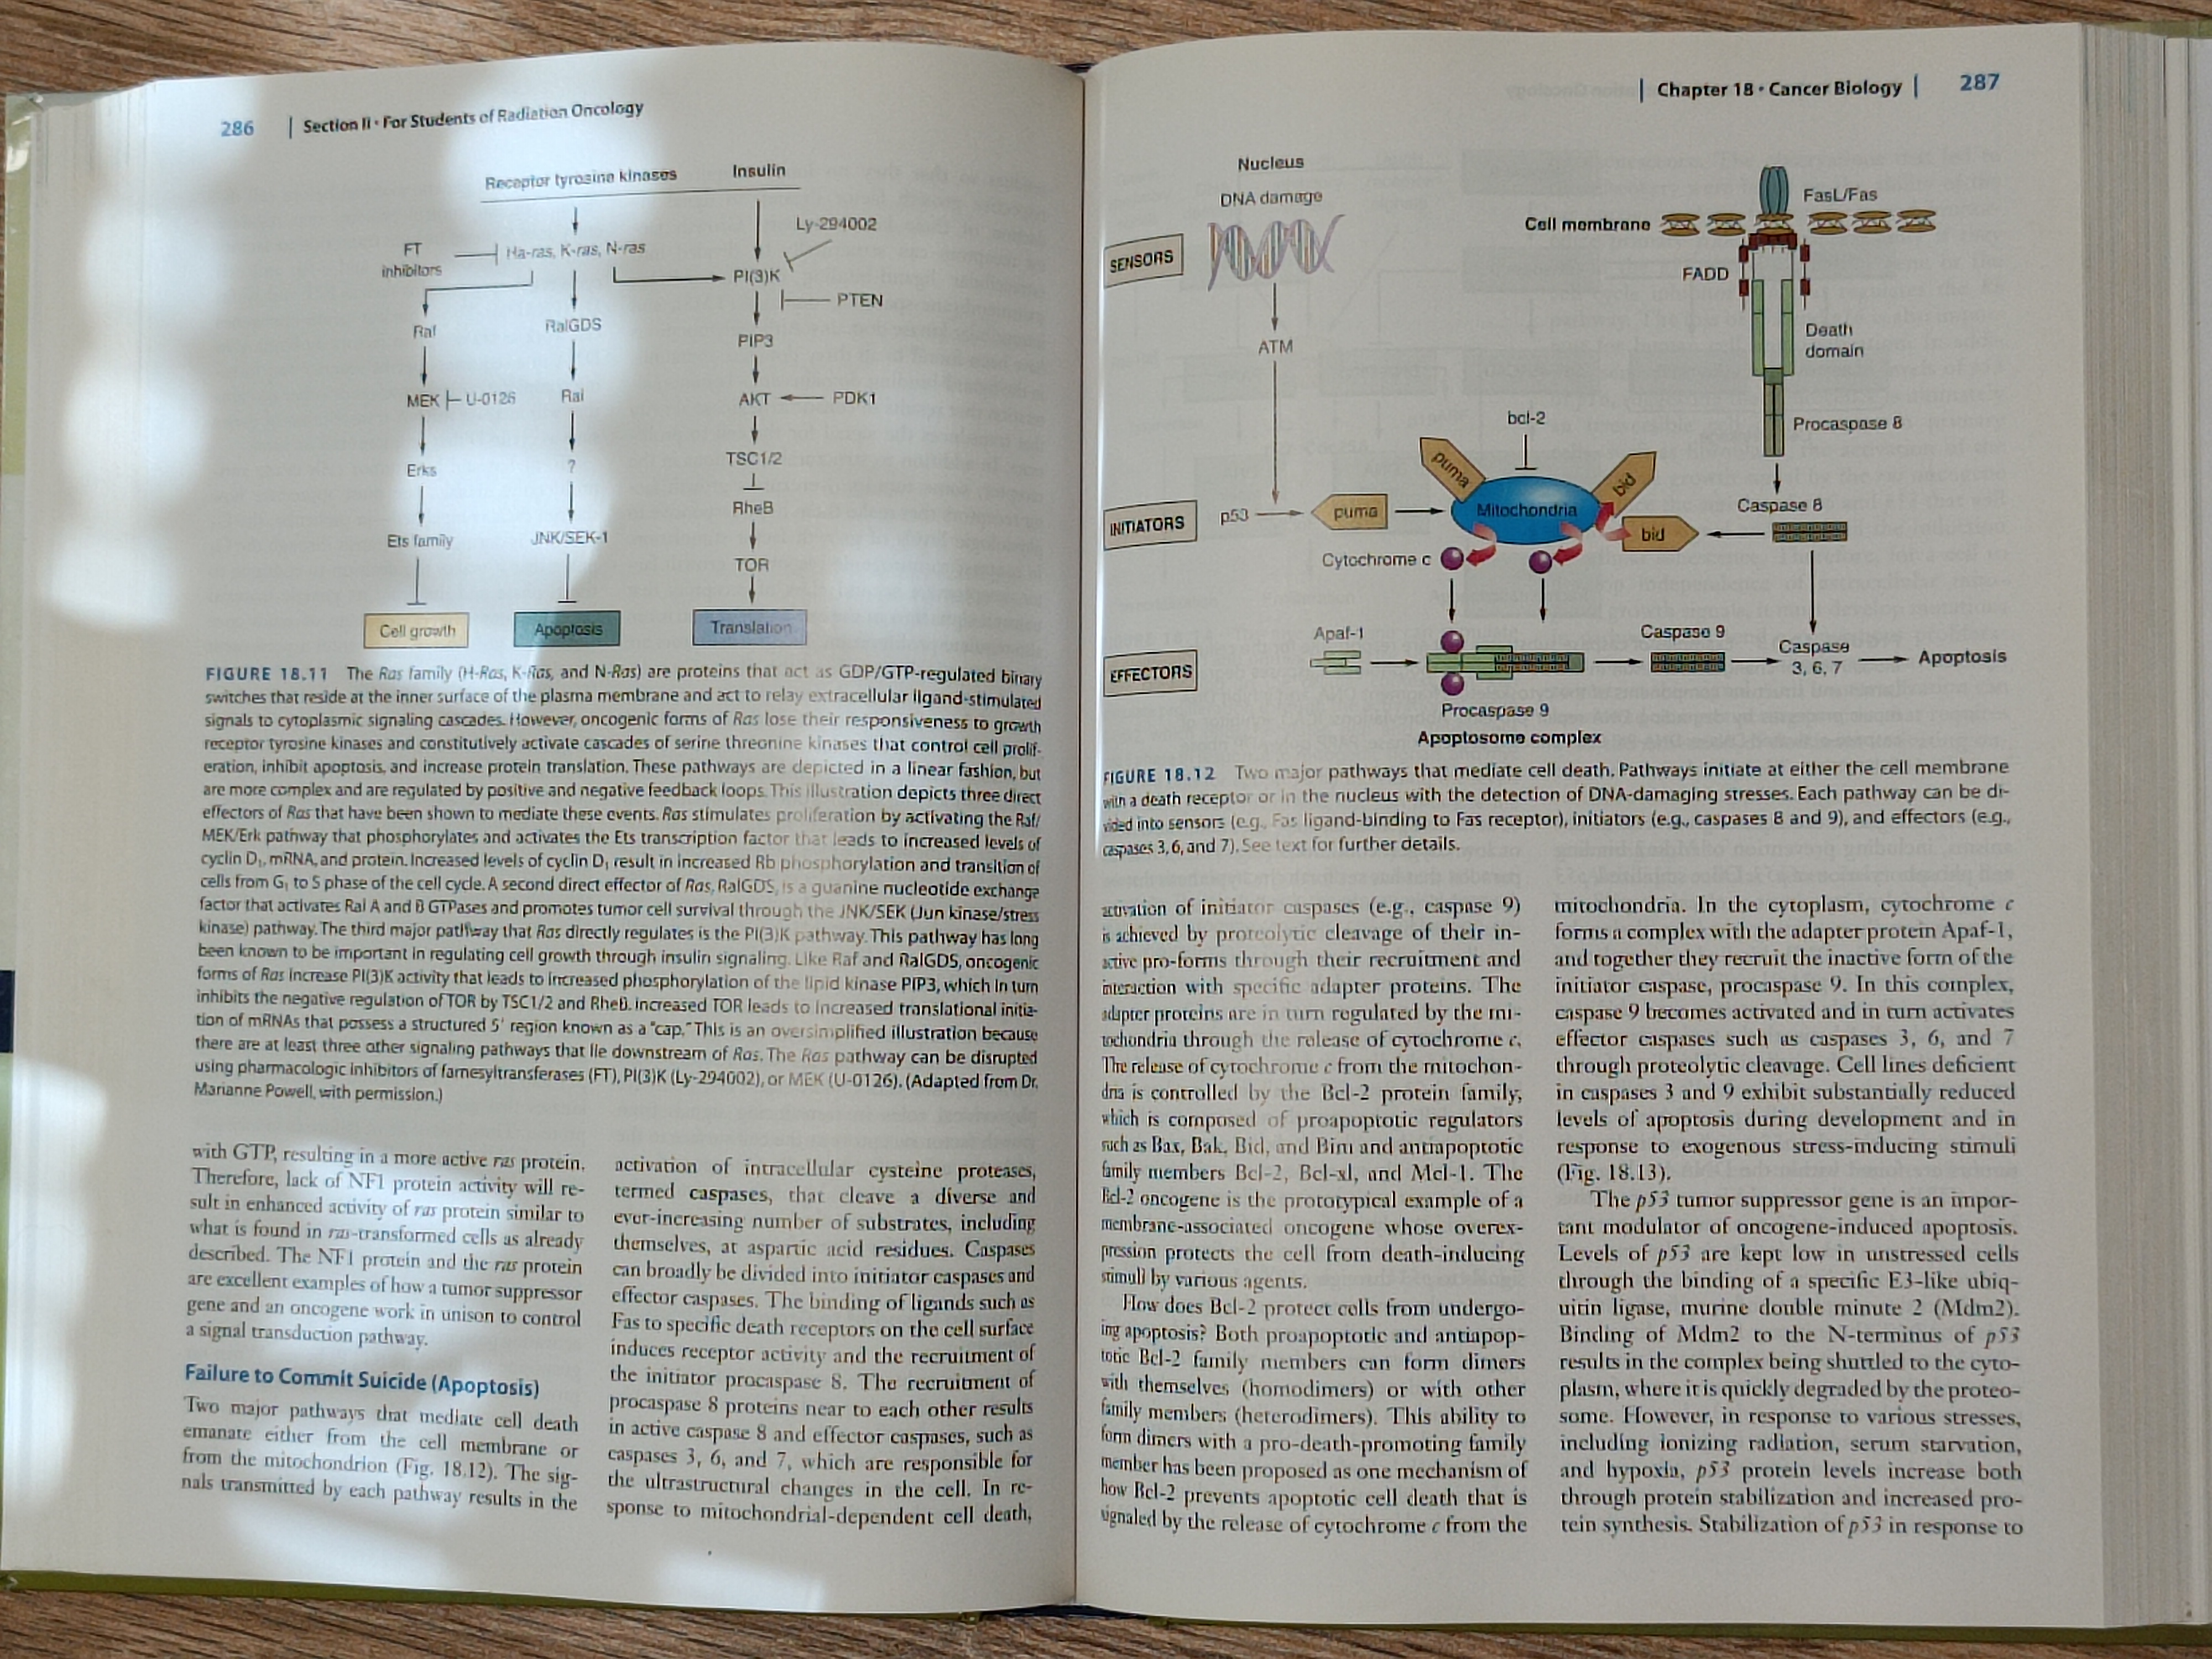 286 | Section II • For Students of Radiation Oncology
Receptor tyrosine kinases
Insulin
Ly-294002
FT
inhibitors
Ha-ras, K-ras, N-ras
PI(3)K
PTEN
Raf
RalGDS
PIP3
MEK
U-0126
Ral
AKT
PDK1
Erks
?
TSC1/2
RheB
Ets family
JNK/SEK-1
TOR
Cell growth
Apoptosis
Translation
FIGURE 18.11 The Ras family (H-Ras, K-Ras, and N-Ras) are proteins that act as GDP/GTP-regulated binary
switches that reside at the inner surface of the plasma membrane and act to relay extracellular ligand-stimulated
signals to cytoplasmic signaling cascades. However, oncogenic forms of Ras lose their responsiveness to growth
receptor tyrosine kinases and constitutively activate cascades of serine threonine kinases that control cell prolif-
eration, inhibit apoptosis, and increase protein translation. These pathways are depicted in a linear fashion, but
are more complex and are regulated by positive and negative feedback loops. This illustration depicts three direct
effectors of Ras that have been shown to mediate these events. Ras stimulates proliferation by activating the Raf/
MEK/Erk pathway that phosphorylates and activates the Ets transcription factor that leads to increased levels of
cyclin D₁, mRNA, and protein. Increased levels of cyclin D₁ result in increased Rb phosphorylation and transition of
cells from G₁ to S phase of the cell cycle. A second direct effector of Ras, RalGDS, is a guanine nucleotide exchange
factor that activates Ral A and B GTPases and promotes tumor cell survival through the JNK/SEK (Jun kinase/stress
kinase) pathway. The third major pathway that Ras directly regulates is the PI(3)K pathway. This pathway has long
been known to be important in regulating cell growth through insulin signaling. Like Raf and RalGDS, oncogenic
forms of Ras increase PI(3)K activity that leads to increased phosphorylation of the lipid kinase PIP3, which in turn
inhibits the negative regulation of TOR by TSC1/2 and RheB. Increased TOR leads to increased translational initia-
tion of mRNAs that possess a structured 5' region known as a "cap." This is an oversimplified illustration because
there are at least three other signaling pathways that lie downstream of Ras. The Ras pathway can be disrupted
using pharmacologic inhibitors of farnesyltransferases (FT), PI(3)K (Ly-294002), or MEK (U-0126). (Adapted from Dr.
Marianne Powell, with permission.)
with GTP, resulting in a more active ras protein.
Therefore, lack of NF1 protein activity will re-
sult in enhanced activity of ras protein similar to
what is found in ras-transformed cells as already
described. The NF1 protein and the ras protein
are excellent examples of how a tumor suppressor
gene and an oncogene work in unison to control
a signal transduction pathway.
Failure to Commit Suicide (Apoptosis)
Two major pathways that mediate cell death
emanate either from the cell membrane or
from the mitochondrion (Fig. 18.12). The sig-
nals transmitted by each pathway results in the
activation of intracellular cysteine proteases,
termed caspases, that cleave a diverse and
ever-increasing number of substrates, including
themselves, at aspartic acid residues. Caspases
can broadly be divided into initiator caspases and
effector caspases. The binding of ligands such as
Fas to specific death receptors on the cell surface
induces receptor activity and the recruitment of
the initiator procaspase 8. The recruitment of
procaspase 8 proteins near to each other results
in active caspase 8 and effector caspases, such as
caspases 3, 6, and 7, which are responsible for
the ultrastructural changes in the cell. In re-
sponse to mitochondrial-dependent cell death,
| Chapter 18 • Cancer Biology | 287
Nucleus
DNA damage
FasL/Fas
Cell membrane
SENSORS
FADD
Death
domain
ATM
bcl-2
Procaspase 8
puma
bid
Caspase 8
INITIATORS
p53
puma
Mitochondria
bid
Cytochrome c
Apaf-1
Caspase 9
Caspase
3, 6, 7
Apoptosis
EFFECTORS
Procaspase 9
Apoptosome complex
FIGURE 18.12 Two major pathways that mediate cell death. Pathways initiate at either the cell membrane
with a death receptor or in the nucleus with the detection of DNA-damaging stresses. Each pathway can be di-
vided into sensors (e.g., Fas ligand-binding to Fas receptor), initiators (e.g., caspases 8 and 9), and effectors (e.g.,
caspases 3, 6, and 7). See text for further details.
activation of initiator caspases (e.g., caspase 9)
is achieved by proteolytic cleavage of their in-
active pro-forms through their recruitment and
interaction with specific adapter proteins. The
adapter proteins are in turn regulated by the mi-
tochondria through the release of cytochrome c.
The release of cytochrome c from the mitochon-
dria is controlled by the Bcl-2 protein family,
which is composed of proapoptotic regulators
such as Bax, Bak, Bid, and Bim and antiapoptotic
family members Bcl-2, Bcl-xl, and Mcl-1. The
Bcl-2 oncogene is the prototypical example of a
membrane-associated oncogene whose overex-
pression protects the cell from death-inducing
stimuli by various agents.
How does Bcl-2 protect cells from undergo-
ing apoptosis? Both proapoptotic and antiapop-
totic Bcl-2 family members can form dimers
with themselves (homodimers) or with other
family members (heterodimers). This ability to
form dimers with a pro-death-promoting family
member has been proposed as one mechanism of
how Bcl-2 prevents apoptotic cell death that is
signaled by the release of cytochrome c from the
mitochondria. In the cytoplasm, cytochrome c
forms a complex with the adapter protein Apaf-1,
and together they recruit the inactive form of the
initiator caspase, procaspase 9. In this complex,
caspase 9 becomes activated and in turn activates
effector caspases such as caspases 3, 6, and 7
through proteolytic cleavage. Cell lines deficient
in caspases 3 and 9 exhibit substantially reduced
levels of apoptosis during development and in
response to exogenous stress-inducing stimuli
(Fig. 18.13).
The p53 tumor suppressor gene is an impor-
tant modulator of oncogene-induced apoptosis.
Levels of p53 are kept low in unstressed cells
through the binding of a specific E3-like ubiq-
uitin ligase, murine double minute 2 (Mdm2).
Binding of Mdm2 to the N-terminus of p53
results in the complex being shuttled to the cyto-
plasm, where it is quickly degraded by the proteo-
some. However, in response to various stresses,
including ionizing radiation, serum starvation,
and hypoxia, p53 protein levels increase both
through protein stabilization and increased pro-
tein synthesis. Stabilization of p53 in response to